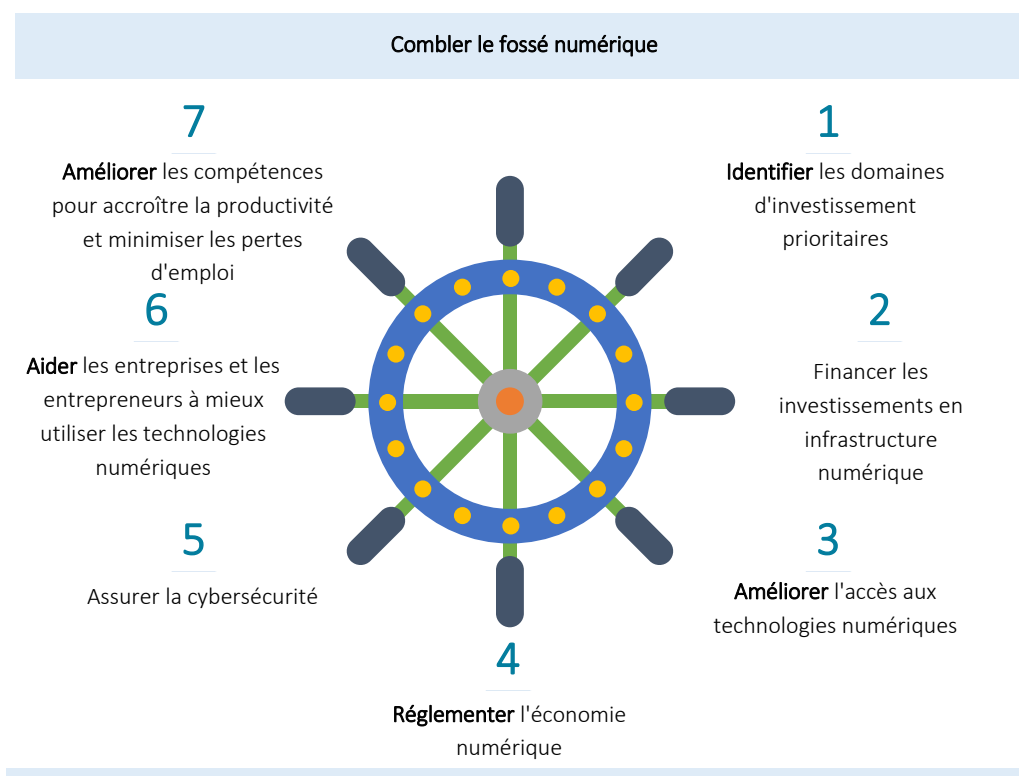 Combler le fossé numérique
1
Identifier les domaines
d'investissement
prioritaires
2
Financer les
investissements en
infrastructure
numérique
3
Améliorer l'accès aux
technologies numériques
4
Réglementer l'économie
numérique
5
Assurer la cybersécurité
6
Aider les entreprises et les
entrepreneurs à mieux
utiliser les technologies
numériques
7
Améliorer les compétences
pour accroître la productivité
et minimiser les pertes
d'emploi